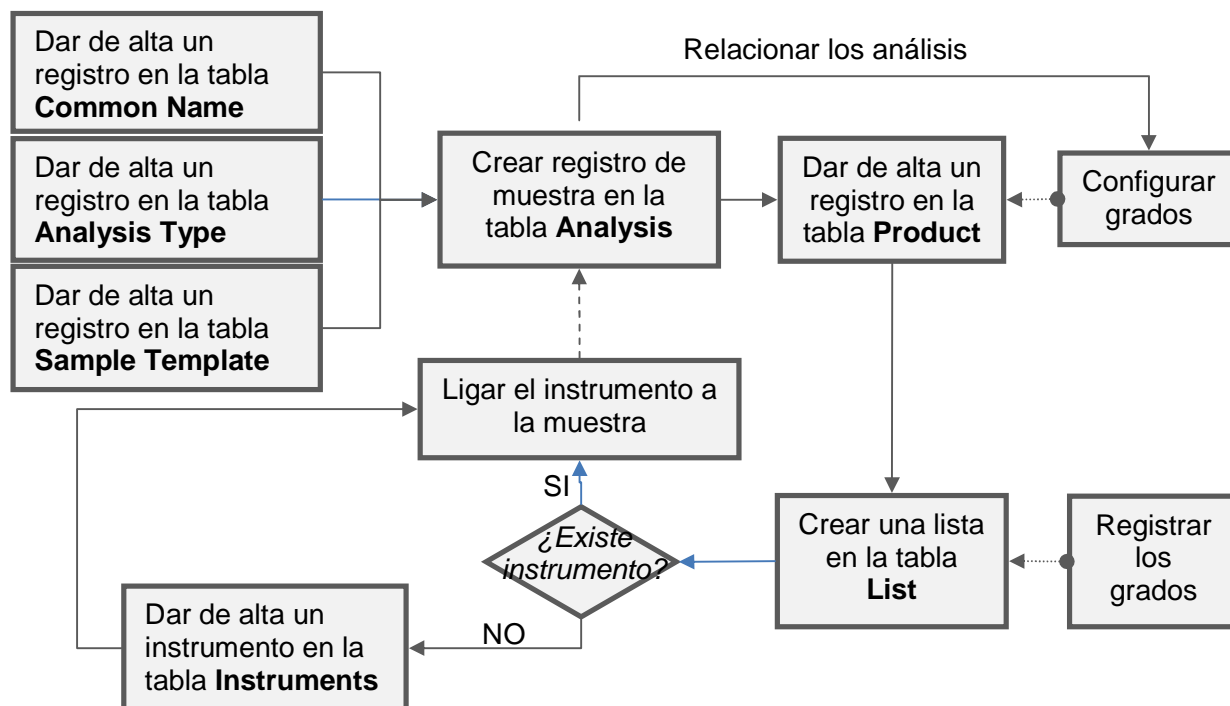 Dar de alta un
registro en la tabla
Common Name
Dar de alta un
registro en la tabla
Analysis Type
Dar de alta un
registro en la tabla
Sample Template
Relacionar los análisis
Crear registro de
muestra en la
tabla Analysis
Dar de alta un
registro en la
tabla Product
Configurar
grados
Ligar el instrumento a
la muestra
SI
¿Existe
instrumento?
NO
Crear una lista
en la tabla
List
Registrar
los
grados
Dar de alta un
instrumento en la
tabla Instruments